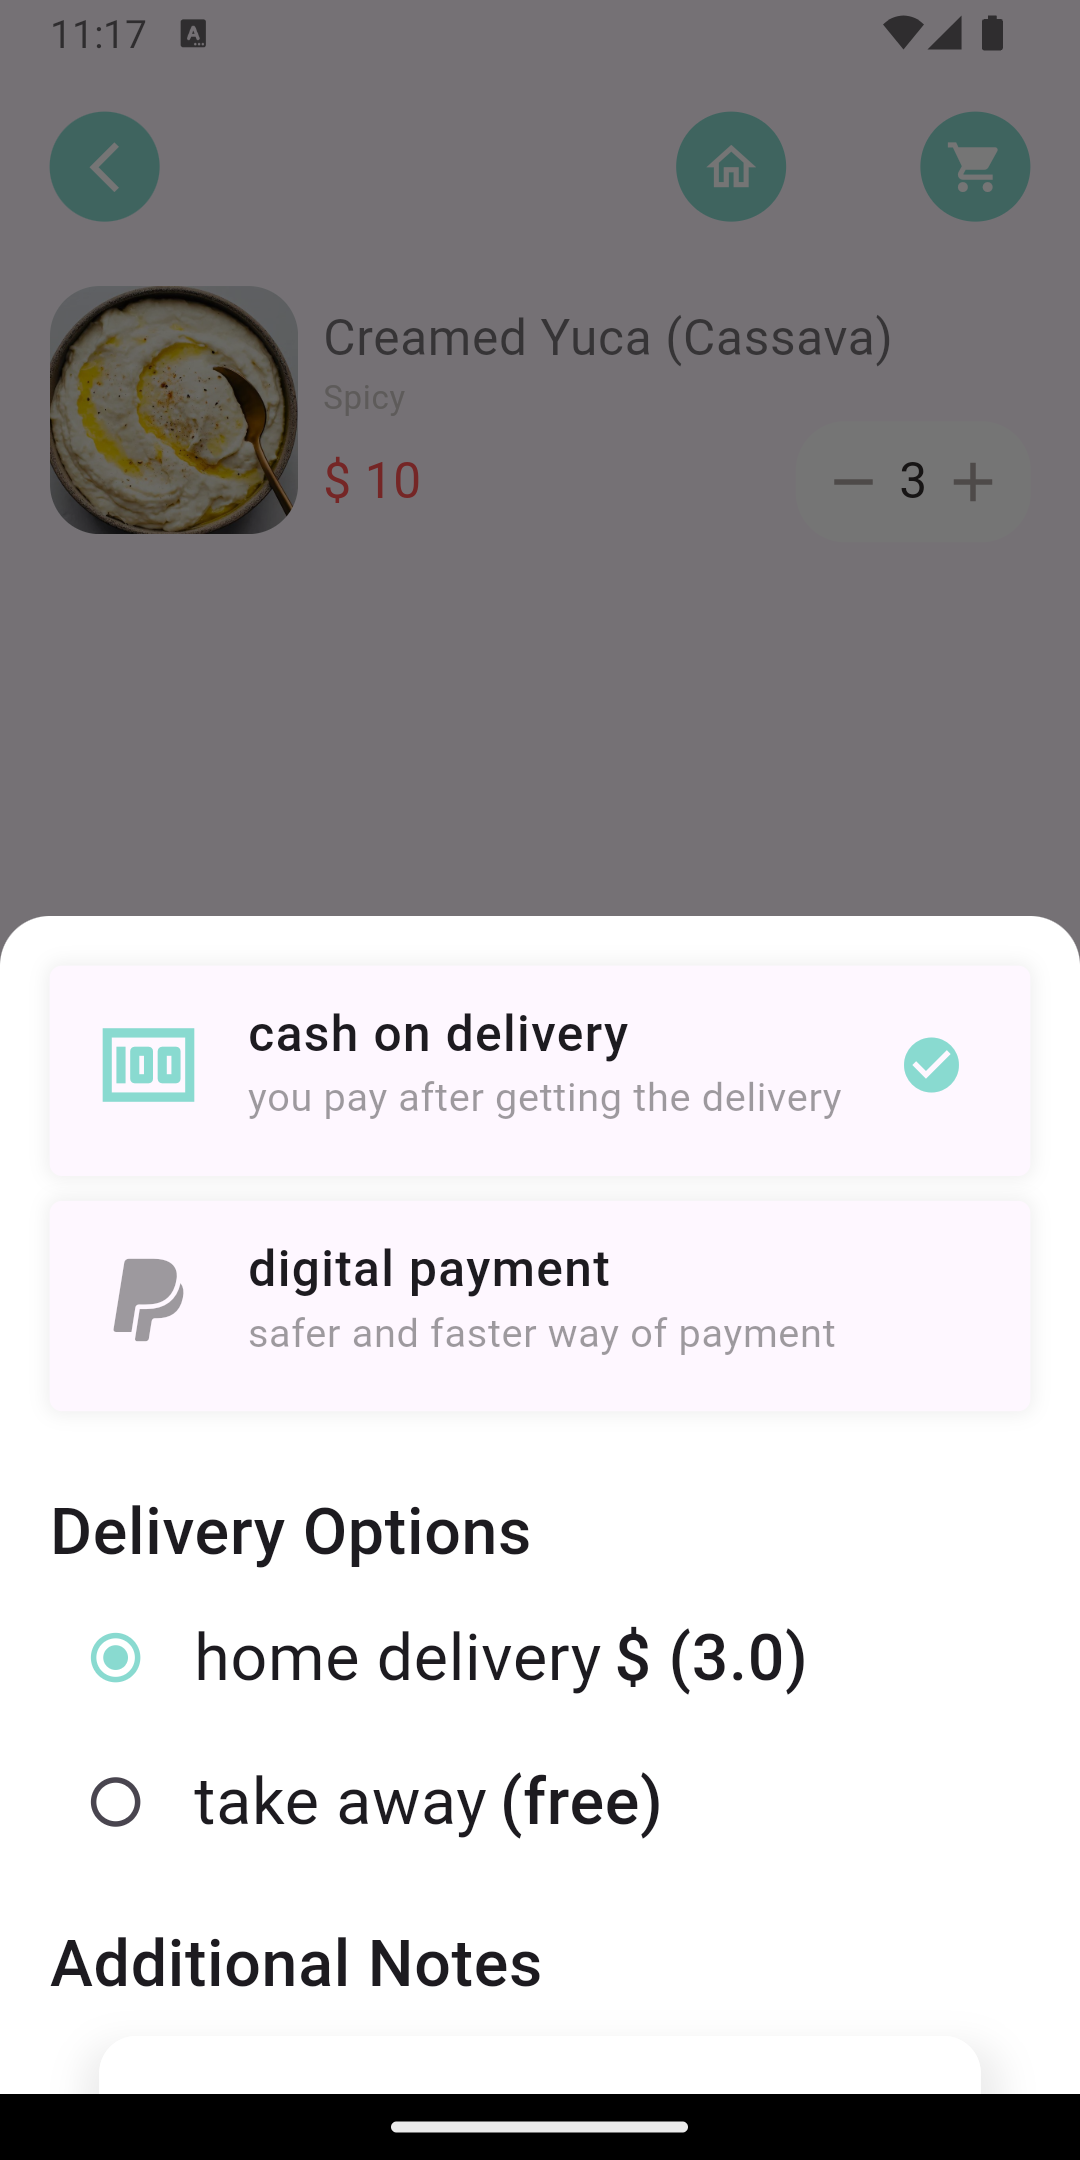 11:17
Creamed Yuca (Cassava)
Spicy
$ 10
3
100
cash on delivery
you pay after getting the delivery
digital payment
safer and faster way of payment
Delivery Options
home delivery $ (3.0)
take away (free)
Additional Notes